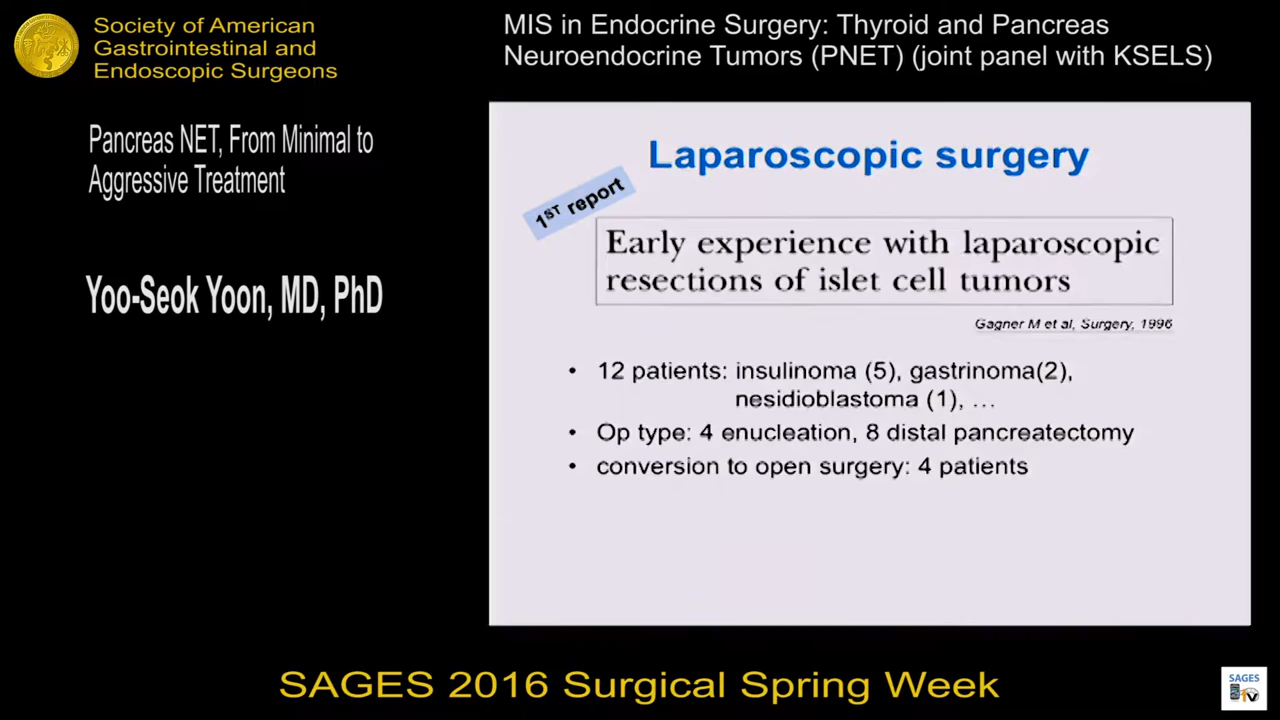 Society of American
Gastrointestinal and
Endoscopic Surgeons
MIS in Endocrine Surgery: Thyroid and Pancreas
Neuroendocrine Tumors (PNET) (joint panel with KSELS)
Pancreas NET, From Minimal to
Aggressive Treatment
Yoo-Seok Yoon, MD, PhD
Laparoscopic surgery
1ST report
Early experience with laparoscopic
resections of islet cell tumors
Gagner M et al, Surgery, 1996
• 12 patients: insulinoma (5), gastrinoma(2),
nesidioblastoma (1), …
• Op type: 4 enucleation, 8 distal pancreatectomy
• conversion to open surgery: 4 patients
SAGES 2016 Surgical Spring Week
SAGES
TV